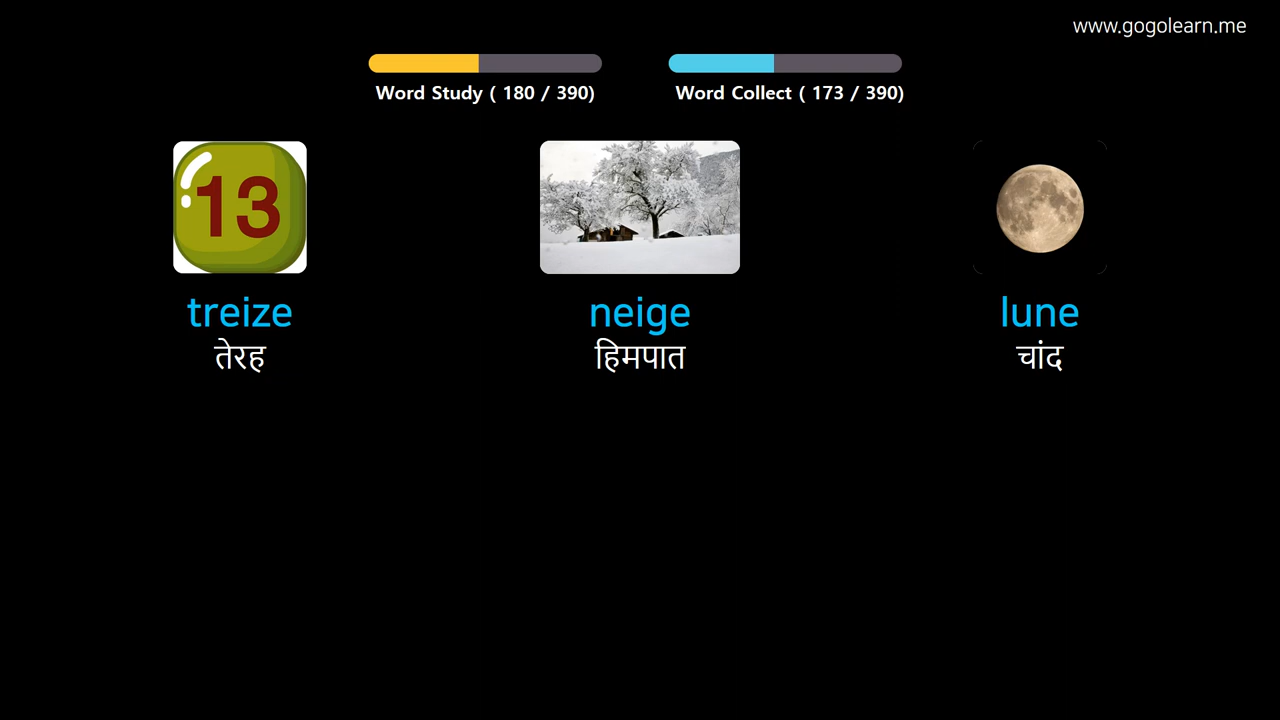 www.gogolearn.me
Word Study ( 180 / 390)
Word Collect ( 173 / 390)
13
treize
neige
lune
तेरह
हिमपात
चांद